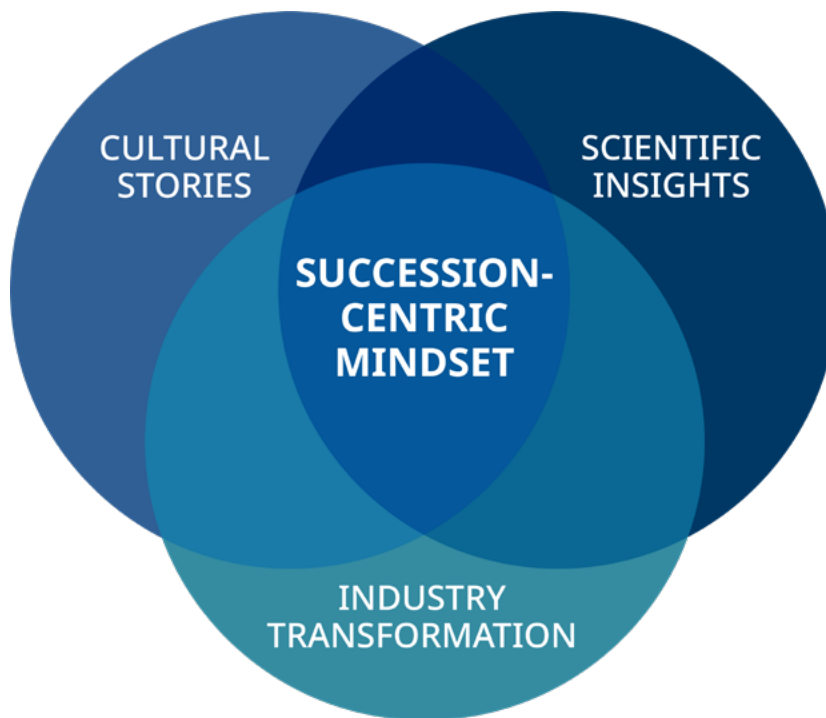 CULTURAL
STORIES
SCIENTIFIC
INSIGHTS
SUCCESSION-
CENTRIC
MINDSET
INDUSTRY
TRANSFORMATION